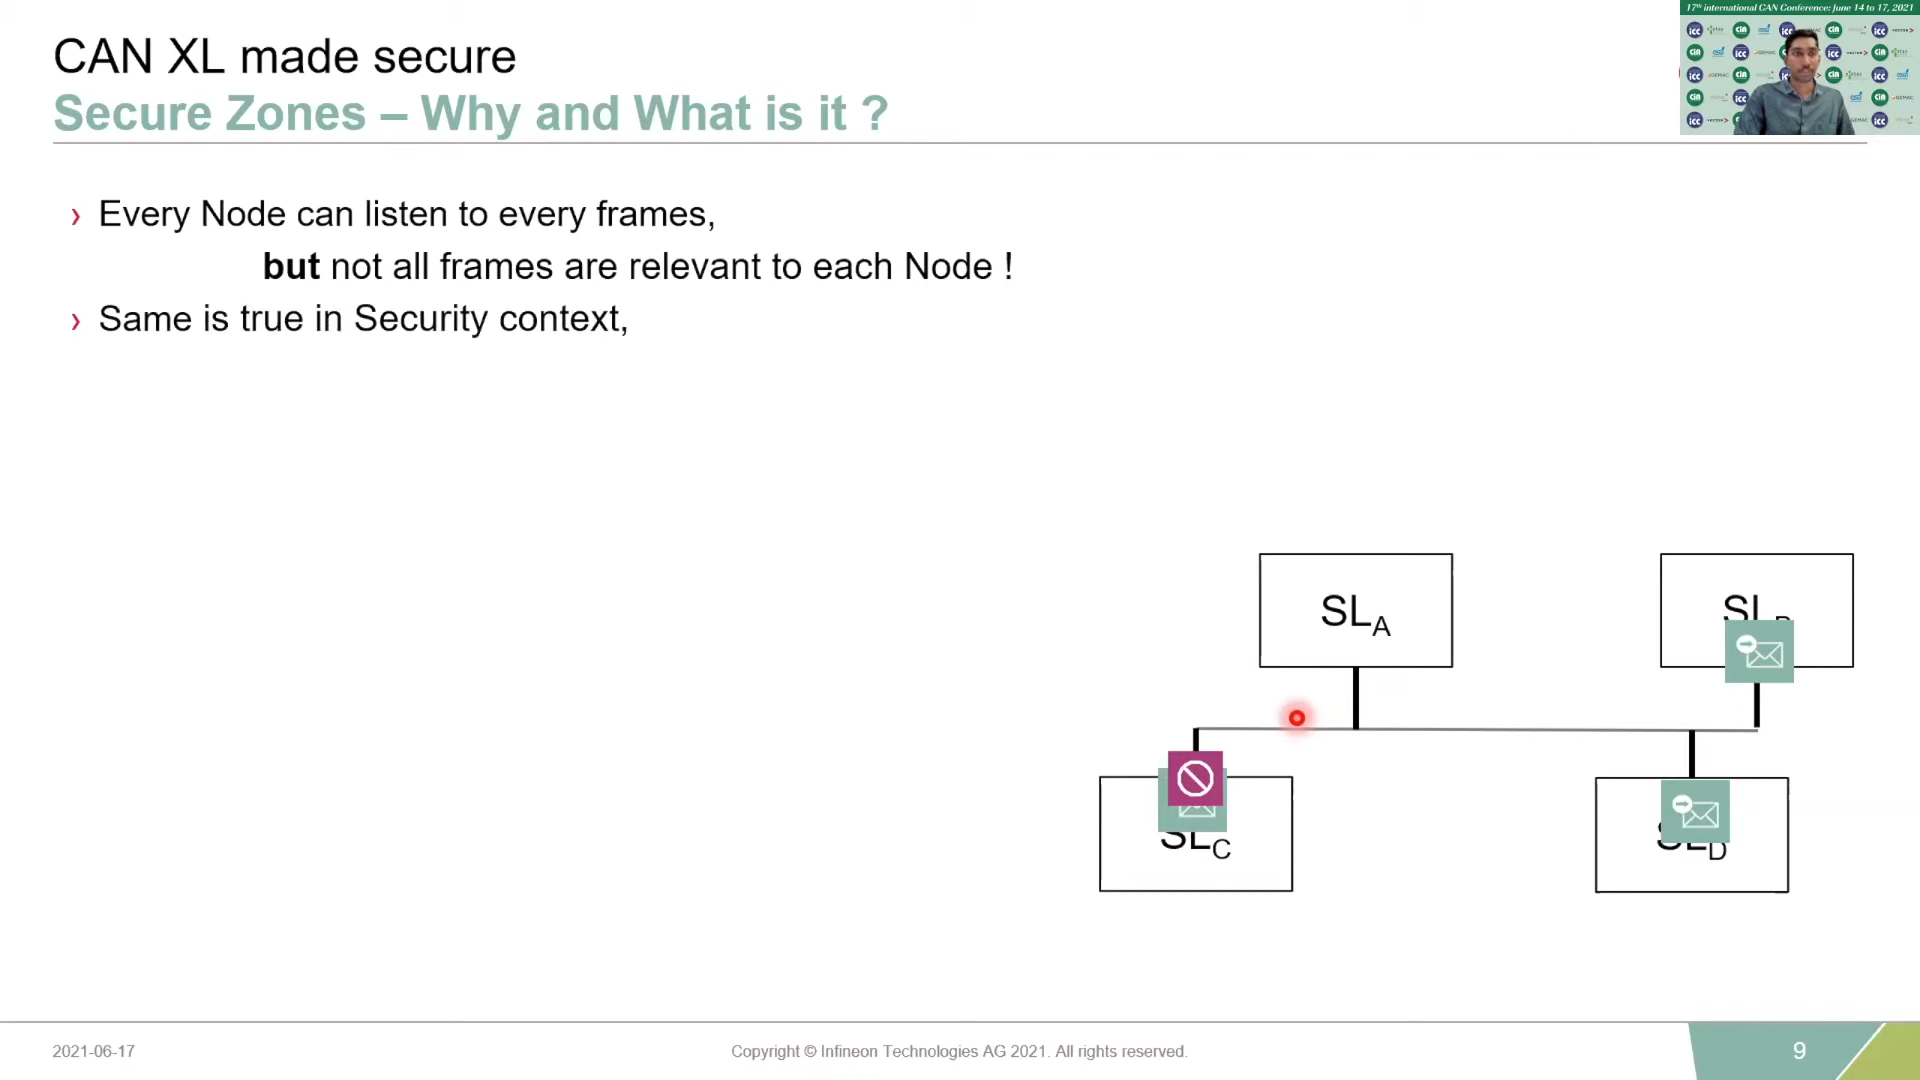 17th international CAN Conference: June 14 to 17, 2021
CAN XL made secure
Secure Zones – Why and What is it ?
› Every Node can listen to every frames,
but not all frames are relevant to each Node !
› Same is true in Security context,
SLA
SL
SLC
SLD
2021-06-17
Copyright © Infineon Technologies AG 2021. All rights reserved.
9